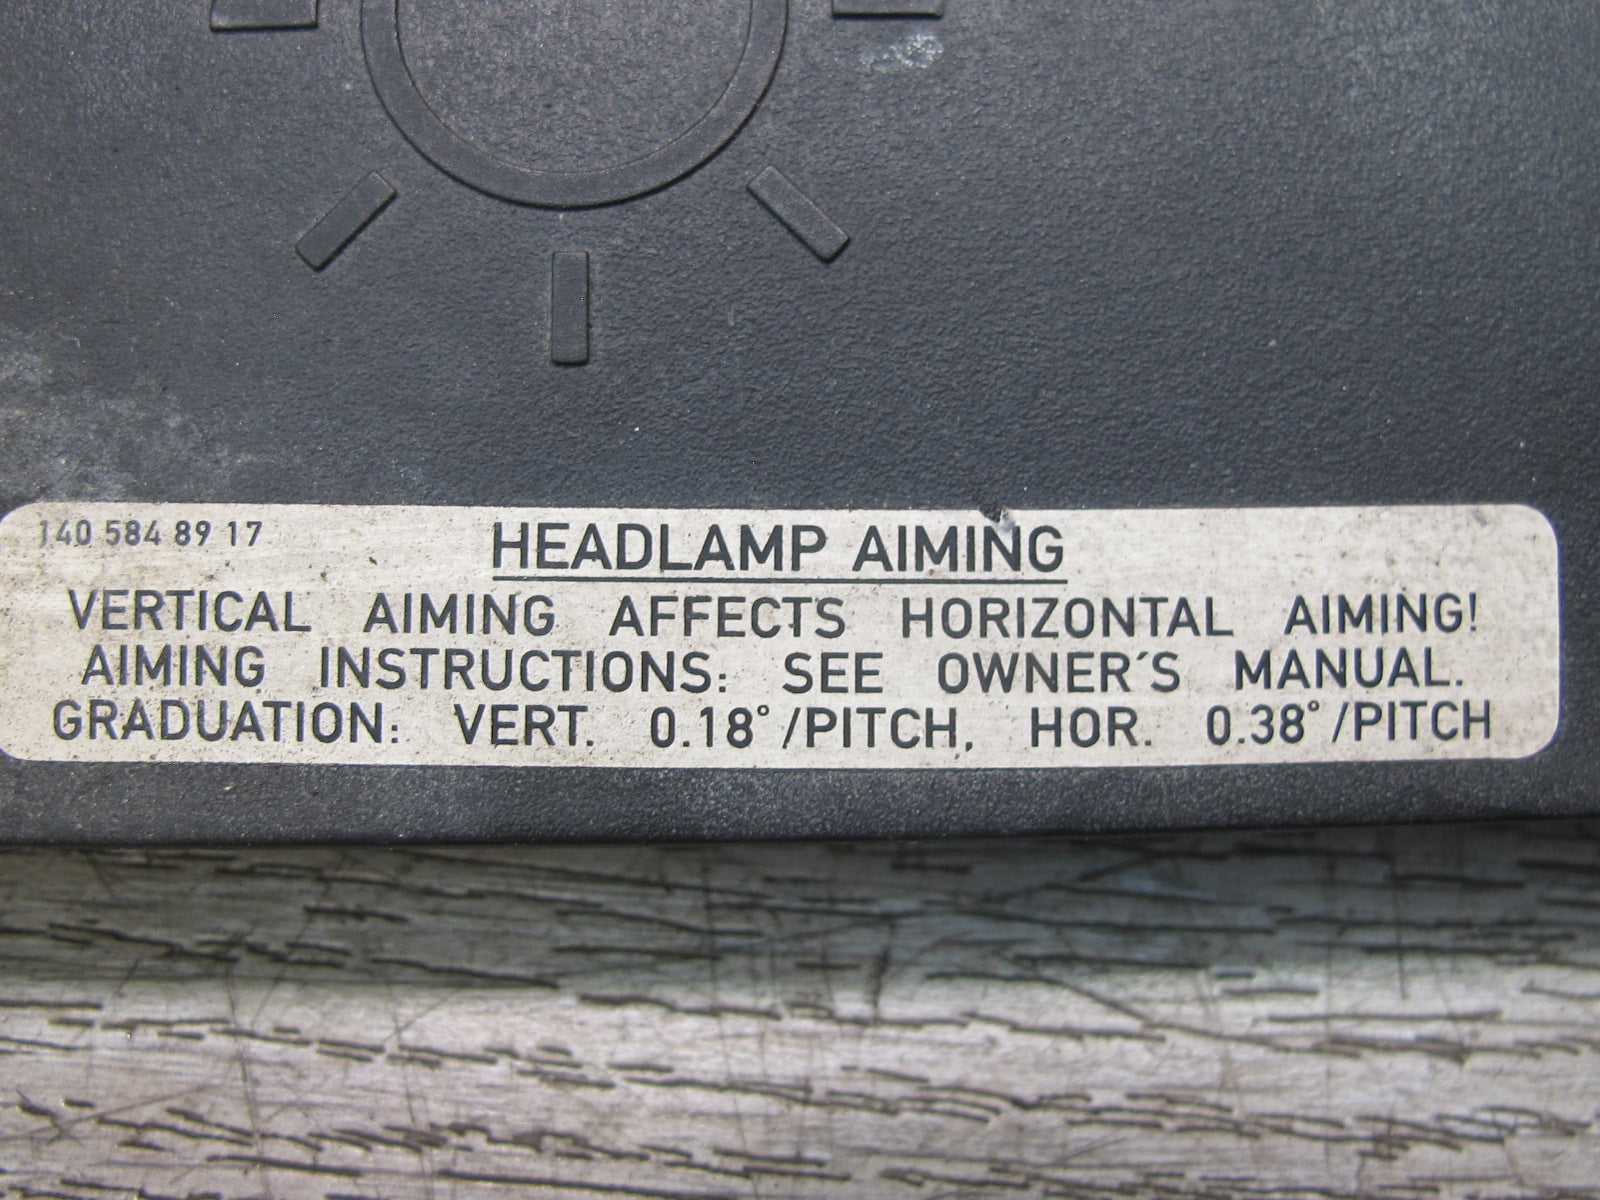 140 584 89 17
HEADLAMP AIMING
VERTICAL AIMING AFFECTS HORIZONTAL AIMING!
AIMING INSTRUCTIONS: SEE OWNER´S MANUAL.
GRADUATION: VERT. 0.18°/PITCH, HOR. 0.38°/PITCH